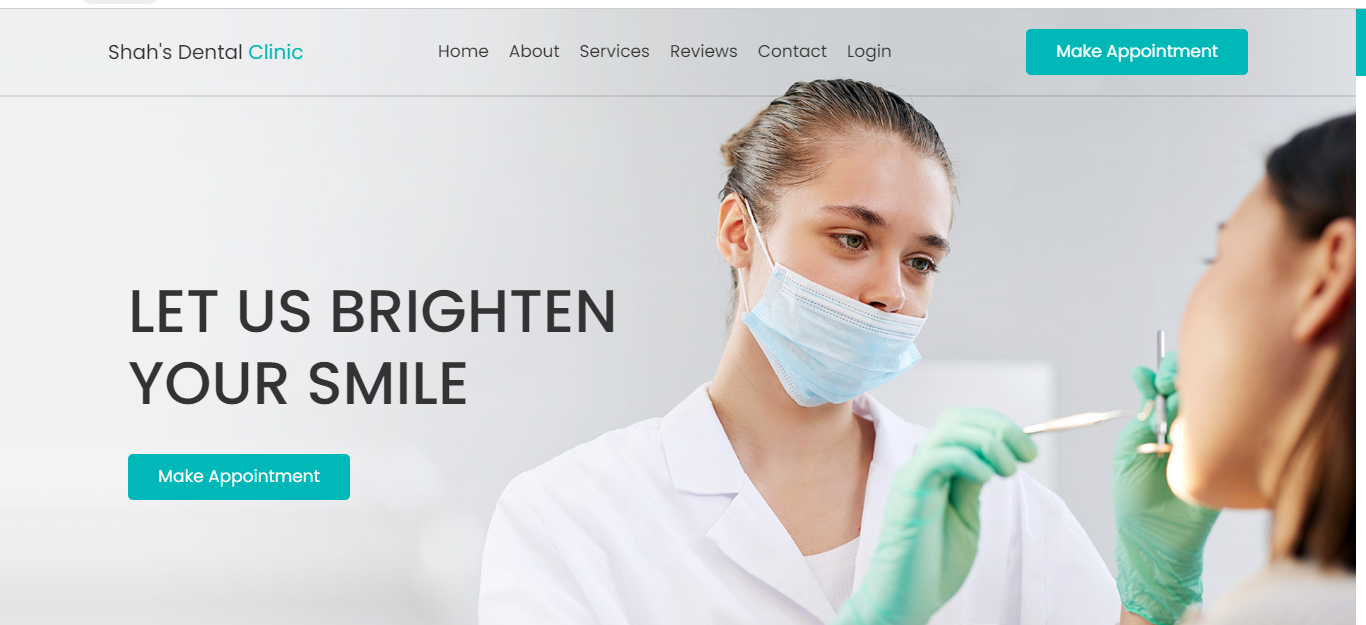 Shah's Dental Clinic
Home About Services Reviews Contact Login
Make Appointment
LET US BRIGHTEN
YOUR SMILE
Make Appointment